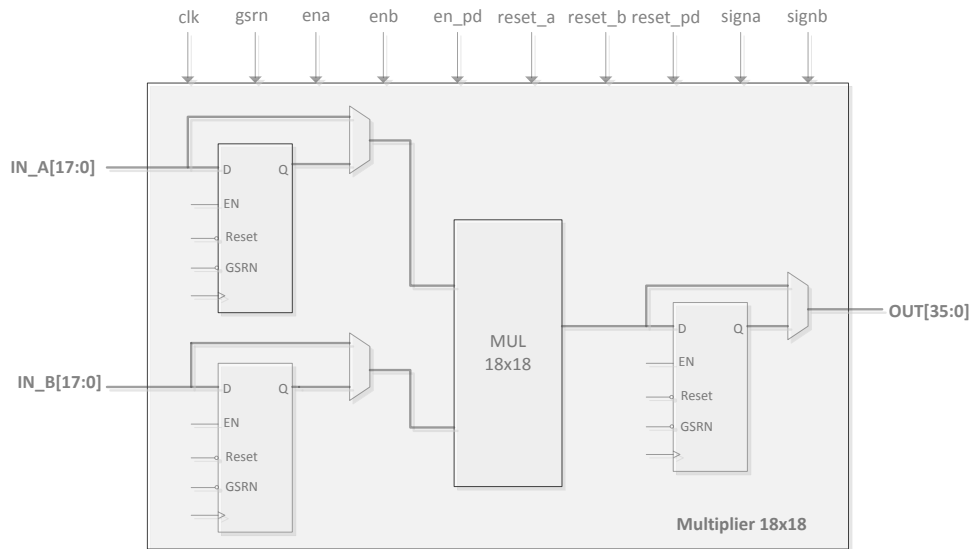 clk gsrn ena enb en_pd reset_a reset_b reset_pd signa signb
IN_A[17:0]
D Q
EN
Reset
GSRN
MUL
18x18
OUT[35:0]
D Q
EN
Reset
GSRN
IN_B[17:0]
D Q
EN
Reset
GSRN
Multiplier 18x18